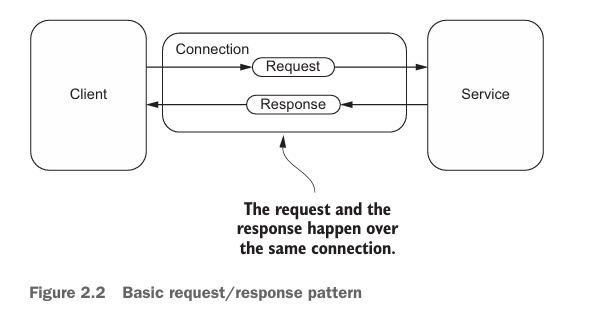 Connection
Request
Client
Service
Response
The request and the
response happen over
the same connection.
Figure 2.2 Basic request/response pattern